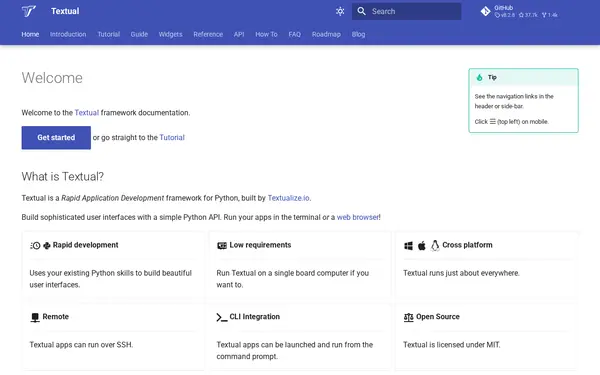 Textual
Search
GitHub
v8.2.8 37.7k 1.4k
Home Introduction Tutorial Guide Widgets Reference API How To FAQ Roadmap Blog
Welcome
Tip
See the navigation links in the
header or side-bar.
Click (top left) on mobile.
Welcome to the Textual framework documentation.
Get started or go straight to the Tutorial
What is Textual?
Textual is a Rapid Application Development framework for Python, built by Textualize.io.
Build sophisticated user interfaces with a simple Python API. Run your apps in the terminal or a web browser!
Rapid development
Uses your existing Python skills to build beautiful
user interfaces.
Low requirements
Run Textual on a single board computer if you
want to.
Cross platform
Textual runs just about everywhere.
Remote
Textual apps can run over SSH.
CLI Integration
Textual apps can be launched and run from the
command prompt.
Open Source
Textual is licensed under MIT.